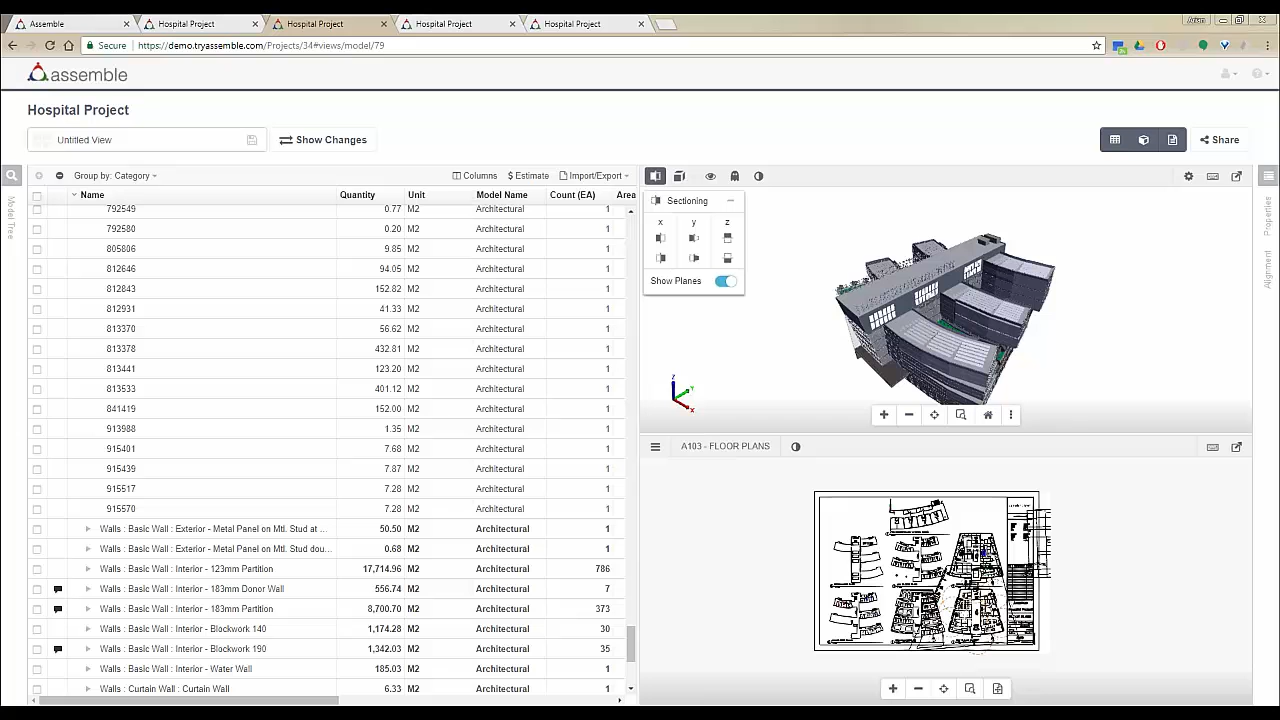 Assemble
Hospital Project
Hospital Project
Hospital Project
Hospital Project
Secure
https://demo.tryassemble.com/Projects/34#views/model/79
assemble
Hospital Project
Untitled View
Show Changes
Share
Group by: Category
Columns
$ Estimate
Import/Export
Name Quantity Unit Model Name Count (EA) Area
792549 0.77 M2 Architectural 1
792580 0.20 M2 Architectural 1
805806 9.85 M2 Architectural 1
812646 94.05 M2 Architectural 1
812843 152.82 M2 Architectural 1
812931 41.33 M2 Architectural 1
813370 56.62 M2 Architectural 1
813378 432.81 M2 Architectural 1
813441 123.20 M2 Architectural 1
813533 401.12 M2 Architectural 1
841419 152.00 M2 Architectural 1
913988 1.35 M2 Architectural 1
915401 7.68 M2 Architectural 1
915439 7.87 M2 Architectural 1
915517 7.28 M2 Architectural 1
915570 7.28 M2 Architectural 1
Walls : Basic Wall : Exterior - Metal Panel on Mtl. Stud at ... 50.50 M2 Architectural 1
Walls : Basic Wall : Exterior - Metal Panel on Mtl. Stud dou... 0.68 M2 Architectural 1
Walls : Basic Wall : Interior - 123mm Partition 17,714.96 M2 Architectural 786
Walls : Basic Wall : Interior - 183mm Donor Wall 556.74 M2 Architectural 7
Walls : Basic Wall : Interior - 183mm Partition 8,700.70 M2 Architectural 373
Walls : Basic Wall : Interior - Blockwork 140 1,174.28 M2 Architectural 30
Walls : Basic Wall : Interior - Blockwork 190 1,342.03 M2 Architectural 35
Walls : Basic Wall : Interior - Water Wall 185.03 M2 Architectural 1
Walls : Curtain Wall : Curtain Wall 6.33 M2 Architectural 1
Model Tree
Sectioning
x y z
Show Planes
Z
Y
X
A103 - FLOOR PLANS
Properties
Alignment